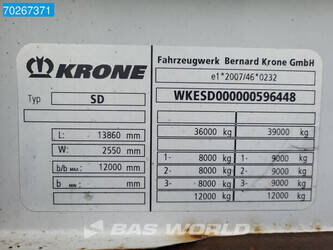 70267371
KRONE
Fahrzeugwerk Bernard Krone GmbH
e1*2007/46*0232
Typ SD
WKESD000000596448
L: 13860 mm
W: 2550 mm
b/b MAX: 12000 mm
b MIN: mm
36000 kg 39000 kg
1- 8000 kg 1- 9000 kg
2- 8000 kg 2- 9000 kg
3- 8000 kg 3- 9000 kg
12000 kg 12000 kg
BAS WORLD